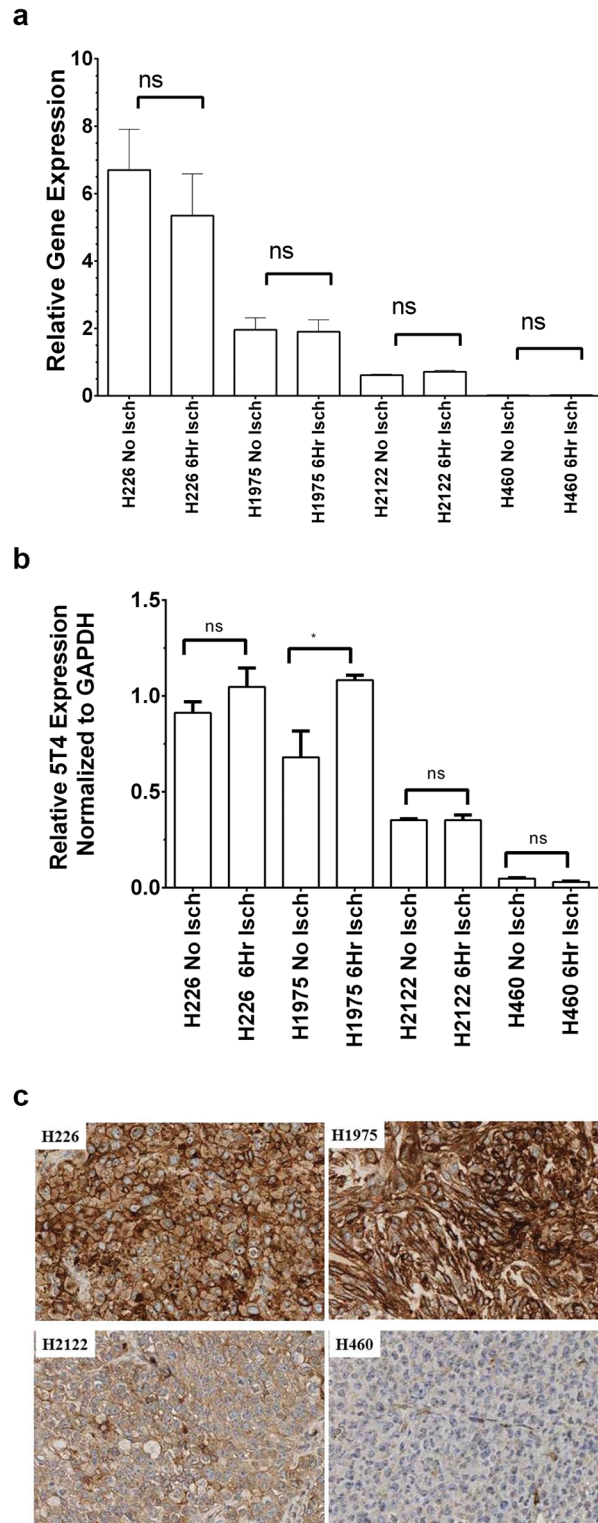 a
Relative Gene Expression
10
8
6
4
2
0
ns
ns
ns
ns
H226 No Isch
H226 6Hr Isch
H1975 No Isch
H1975 6Hr Isch
H2122 No Isch
H2122 6Hr Isch
H460 No Isch
H460 6Hr Isch
b
Relative 5T4 Expression
Normalized to GAPDH
1.5
1.0
0.5
0.0
ns
*
ns
ns
H226 No Isch
H226 6Hr Isch
H1975 No Isch
H1975 6Hr Isch
H2122 No Isch
H2122 6Hr Isch
H460 No Isch
H460 6Hr Isch
c
H226
H1975
H2122
H460